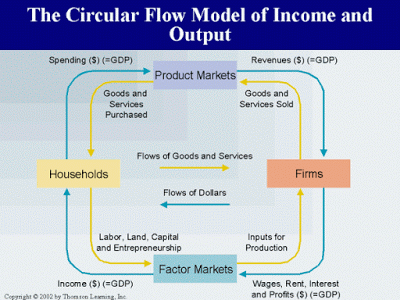 The Circular Flow Model of Income and
Output
Spending ($) (=GDP)
Product Markets
Revenues ($) (=GDP)
Goods and
Services
Purchased
Goods and
Services Sold
Flows of Goods and Services
Households
Firms
Flows of Dollars
Labor, Land, Capital
and Entrepreneurship
Inputs for
Production
Factor Markets
Income ($) (=GDP)
Wages, Rent, Interest
and Profits ($) (=GDP)
Copyright © 2002 by Thomson Learning, Inc.